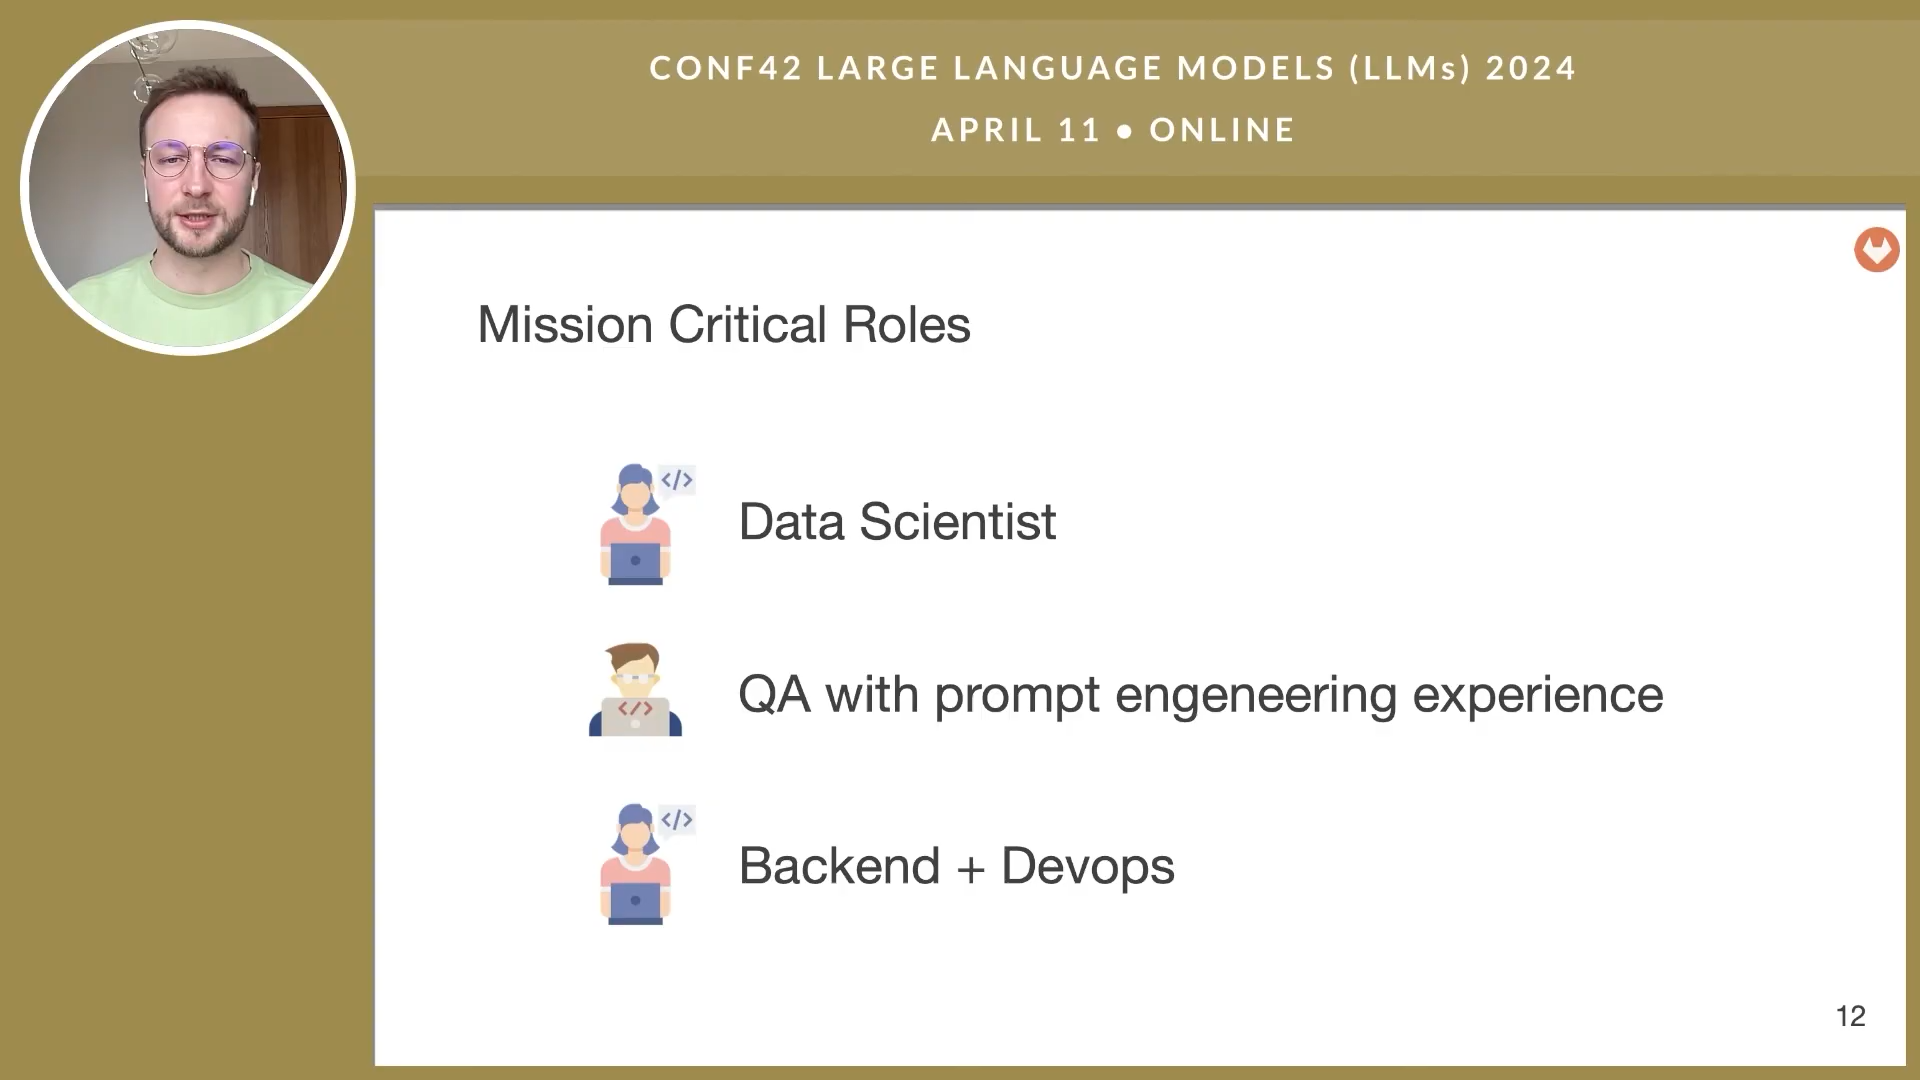 CONF42 LARGE LANGUAGE MODELS (LLMs) 2024
APRIL 11 ● ONLINE
Mission Critical Roles
</>
Data Scientist
</>
QA with prompt engeneering experience
</>
Backend + Devops
12